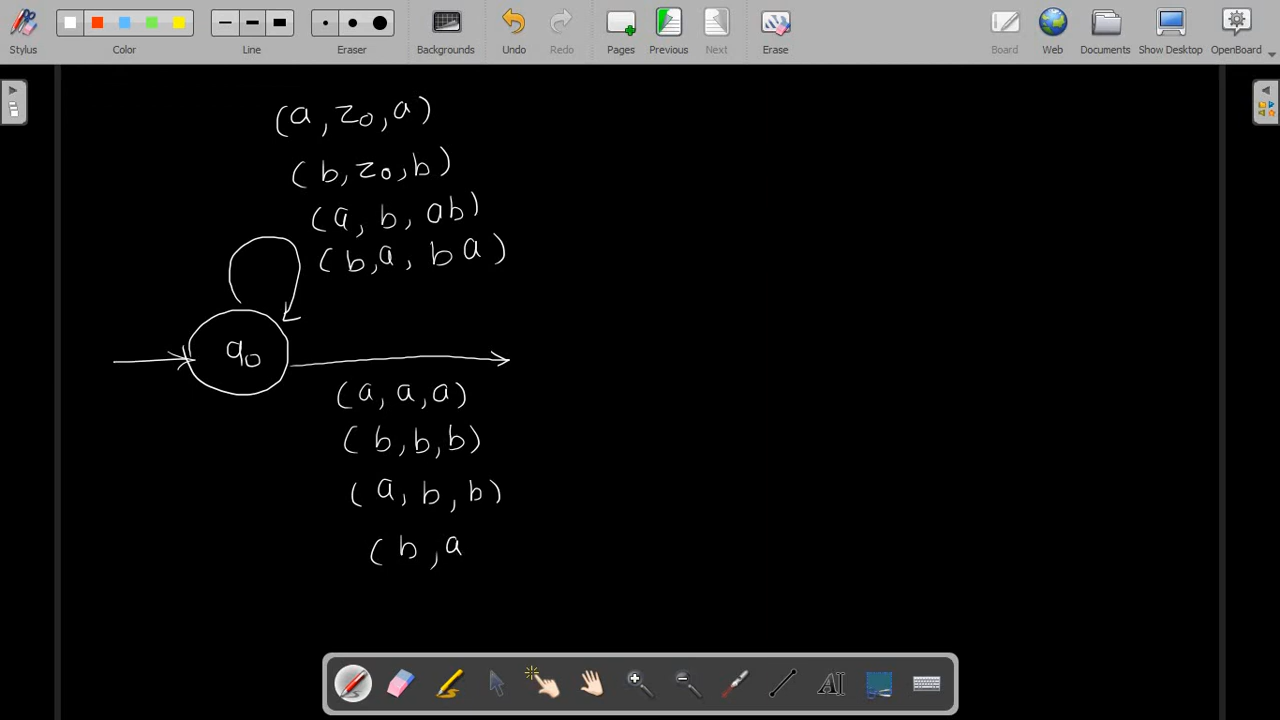 Stylus Color Line Eraser Backgrounds Undo Redo Pages Previous Next Erase Board Web Documents Show Desktop OpenBoard
(a, z0, a)
(b, z0, b)
(a, b, ab)
(b, a, ba)
q0
(a, a, a)
(b, b, b)
(a, b, b)
(b, a
AI